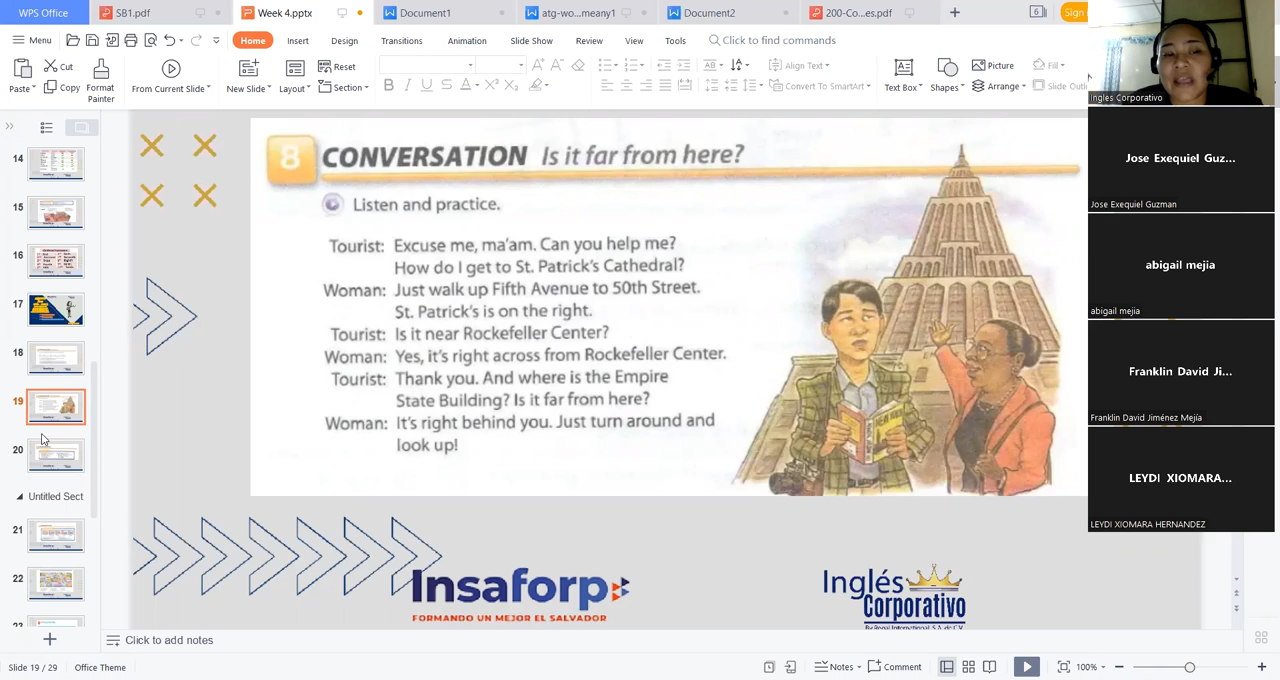 WPS Office
SB1.pdf
Week 4.pptx
Document1
atg-wo...meany1
Document2
200-Co...es.pdf
6
Sign
Menu
Home
Insert
Design
Transitions
Animation
Slide Show
Review
View
Tools
Click to find commands
Paste
Cut
Copy
Format
Painter
From Current Slide
New Slide
Layout
Reset
Section
B I U S A X² X₂
Align Text
Convert To SmartArt
Text Box
Shapes
Picture
Arrange
Fill
Shade Outl
14
15
16
17
18
19
20
Untitled Sect
21
22
23
8 CONVERSATION Is it far from here?
Listen and practice.
Tourist: Excuse me, ma'am. Can you help me?
How do I get to St. Patrick's Cathedral?
Woman: Just walk up Fifth Avenue to 50th Street.
St. Patrick's is on the right.
Tourist: Is it near Rockefeller Center?
Woman: Yes, it's right across from Rockefeller Center.
Tourist: Thank you. And where is the Empire
State Building? Is it far from here?
Woman: It's right behind you. Just turn around and
look up!
Insaforp
FORMANDO UN MEJOR EL SALVADOR
Inglés
Corporativo
By Regal International, S.A. de C.V.
Ingles Corporativo
Jose Exequiel Guz...
Jose Exequiel Guzman
abigail mejia
abigail mejia
Franklin David Ji...
Franklin David Jiménez Mejía
LEYDI XIOMARA...
LEYDI XIOMARA HERNANDEZ
Click to add notes
Slide 19 / 29
Office Theme
Notes
Comment
100%